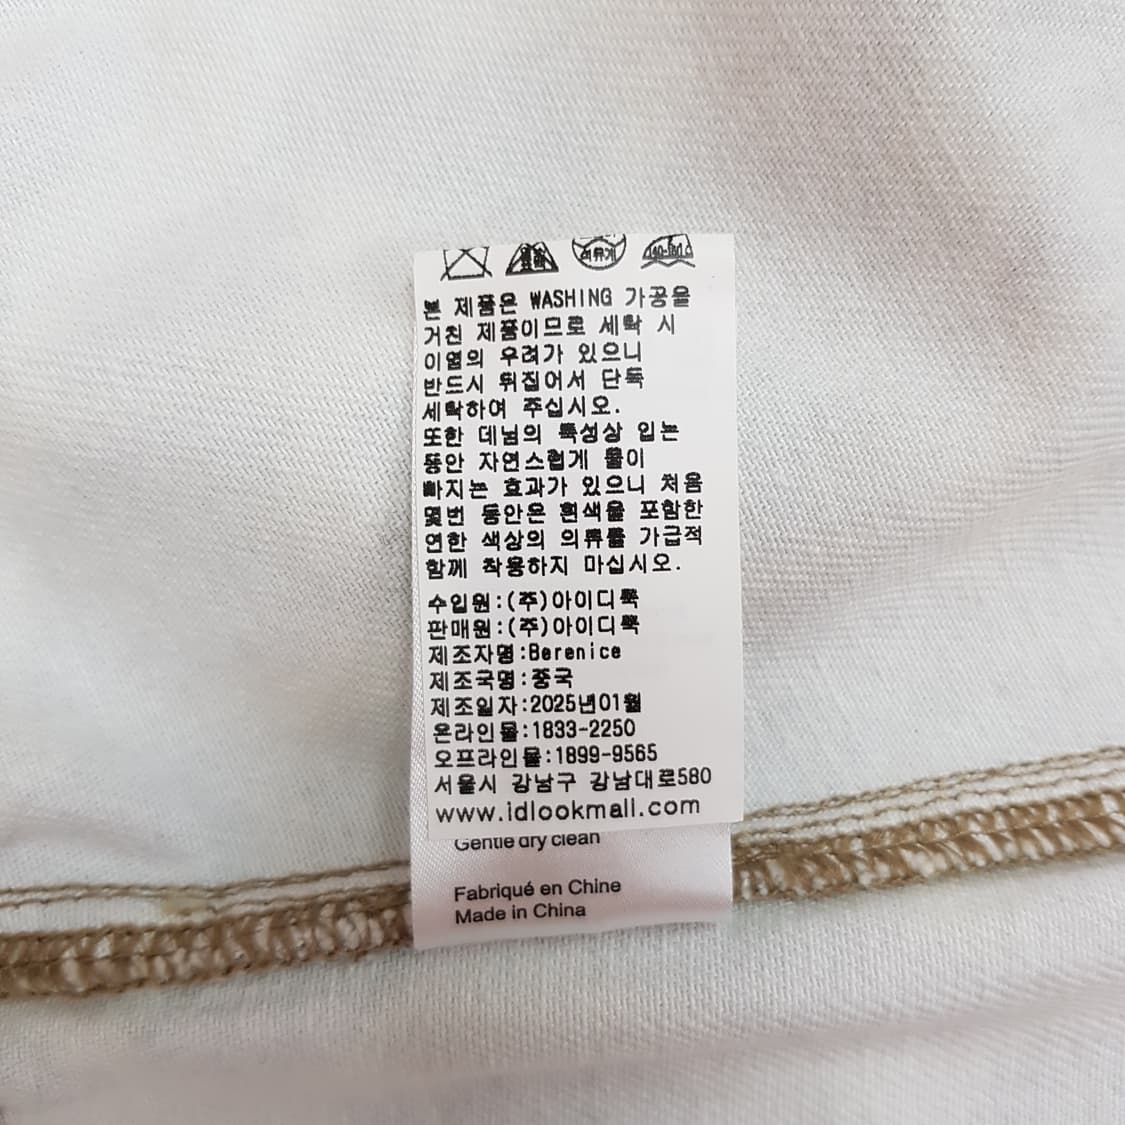 석유계
본 제품은 WASHING 가공을
거친 제품이므로 세탁 시
이염의 우려가 있으니
반드시 뒤집어서 단독
세탁하여 주십시오.
또한 데님의 특성상 입는
동안 자연스럽게 물이
빠지는 효과가 있으니 처음
몇번 동안은 흰색을 포함한
연한 색상의 의류를 가급적
함께 착용하지 마십시오.
수입원:(주)아이디룩
판매원:(주)아이디룩
제조자명:Berenice
제조국명:중국
제조일자:2025년01월
온라인몰:1833-2250
오프라인몰:1899-9565
서울시 강남구 강남대로580
www.idlookmall.com
Gentle dry clean
Fabriqué en Chine
Made in China